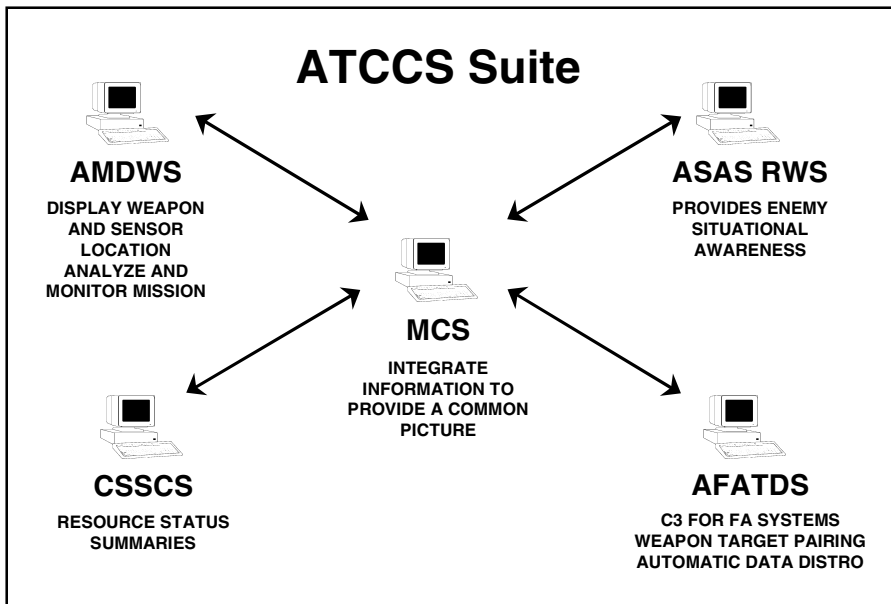 ATCCS Suite
AMDWS
DISPLAY WEAPON
AND SENSOR
LOCATION
ANALYZE AND
MONITOR MISSION
ASAS RWS
PROVIDES ENEMY
SITUATIONAL
AWARENESS
MCS
INTEGRATE
INFORMATION TO
PROVIDE A COMMON
PICTURE
CSSCS
RESOURCE STATUS
SUMMARIES
AFATDS
C3 FOR FA SYSTEMS
WEAPON TARGET PAIRING
AUTOMATIC DATA DISTRO